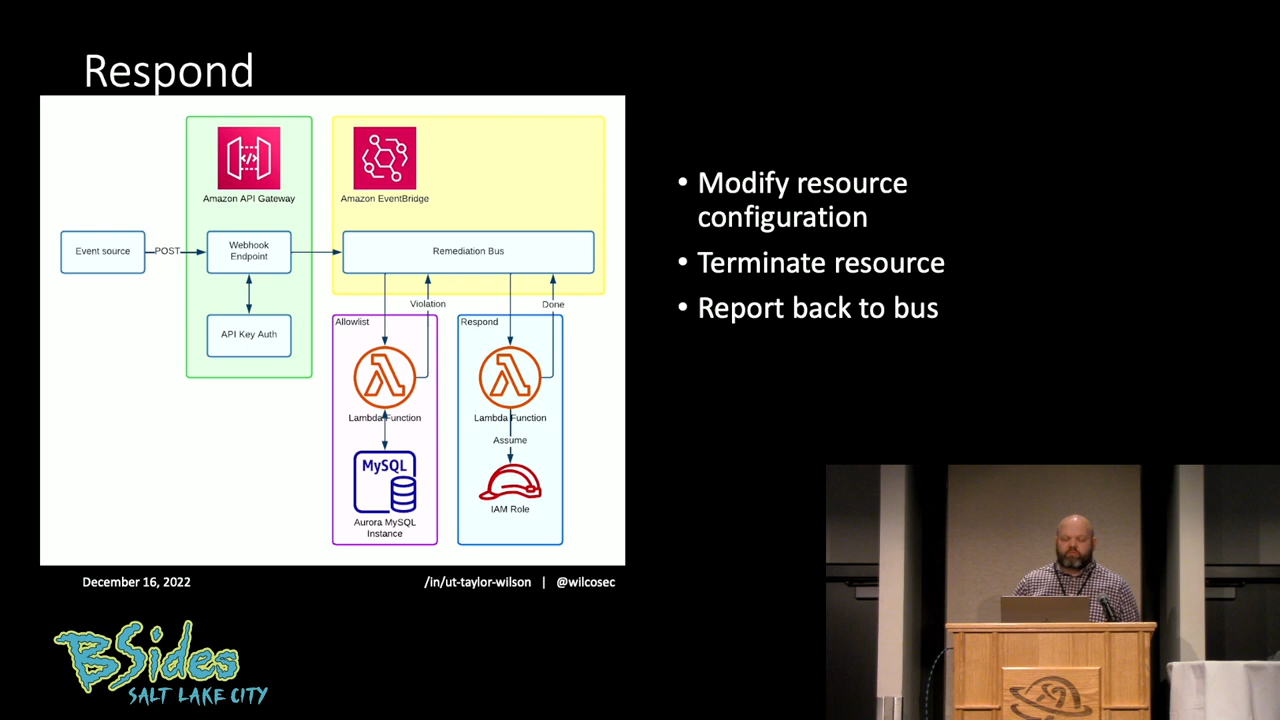 Respond
Amazon API Gateway
Amazon EventBridge
Event source
POST
Webhook
Endpoint
Remediation Bus
API Key Auth
Violation
Done
Allowlist
Respond
Lambda Function
Lambda Function
Assume
MySQL
Aurora MySQL
Instance
IAM Role
• Modify resource
configuration
• Terminate resource
• Report back to bus
December 16, 2022
/in/ut-taylor-wilson | @wilcosec
BSides
SALT LAKE CITY